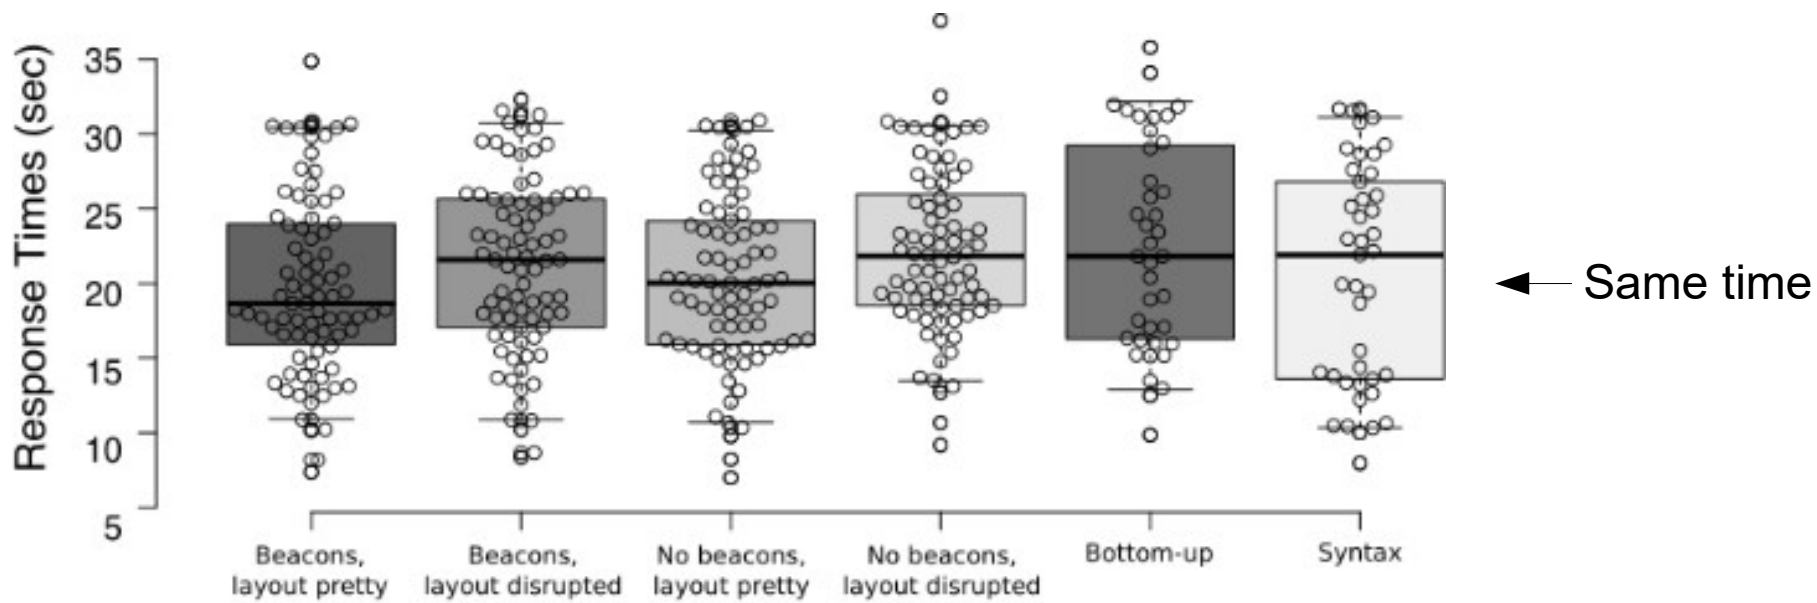 Response Times (sec)
35
30
25
20
15
10
5
Same time
Beacons,
layout pretty
Beacons,
layout disrupted
No beacons,
layout pretty
No beacons,
layout disrupted
Bottom-up
Syntax